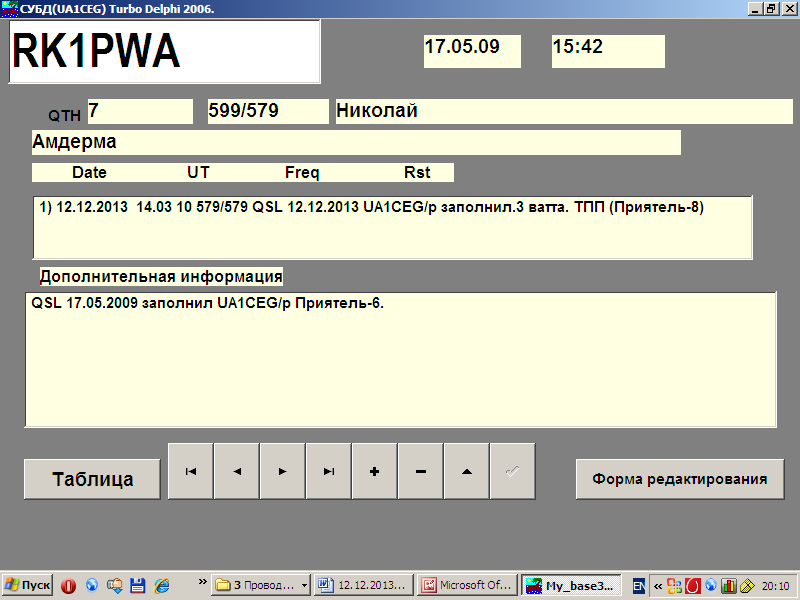 СУБД(UA1CEG) Turbo Delphi 2006.
RK1PWA
17.05.09 15:42
QTH 7 599/579 Николай
Амдерма
Date UT Freq Rst
1) 12.12.2013 14.03 10 579/579 QSL 12.12.2013 UA1CEG/p заполнил.3 ватта. ТПП (Приятель-8)
Дополнительная информация
QSL 17.05.2009 заполнил UA1CEG/p Приятель-6.
Таблица Форма редактирования
Пуск » 3 Провод... 12.12.2013... Microsoft Of... My_base3... EN « 20:10